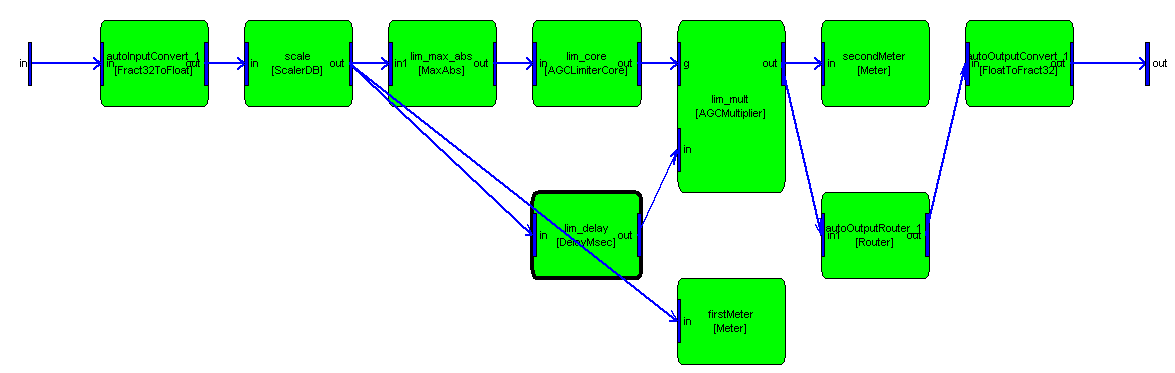 in
autoInputConvert_1
in out
[Fract32ToFloat]
scale
in out
[ScalerDB]
lim_max_abs
in1 out
[MaxAbs]
lim_core
in out
[AGCLimiterCore]
g out
lim_mult
[AGCMultiplier]
in
secondMeter
in
[Meter]
autoOutputConvert_1
in out
[FloatToFract32]
out
lim_delay
in out
[DelayMsec]
autoOutputRouter_1
in1 out
[Router]
firstMeter
in
[Meter]